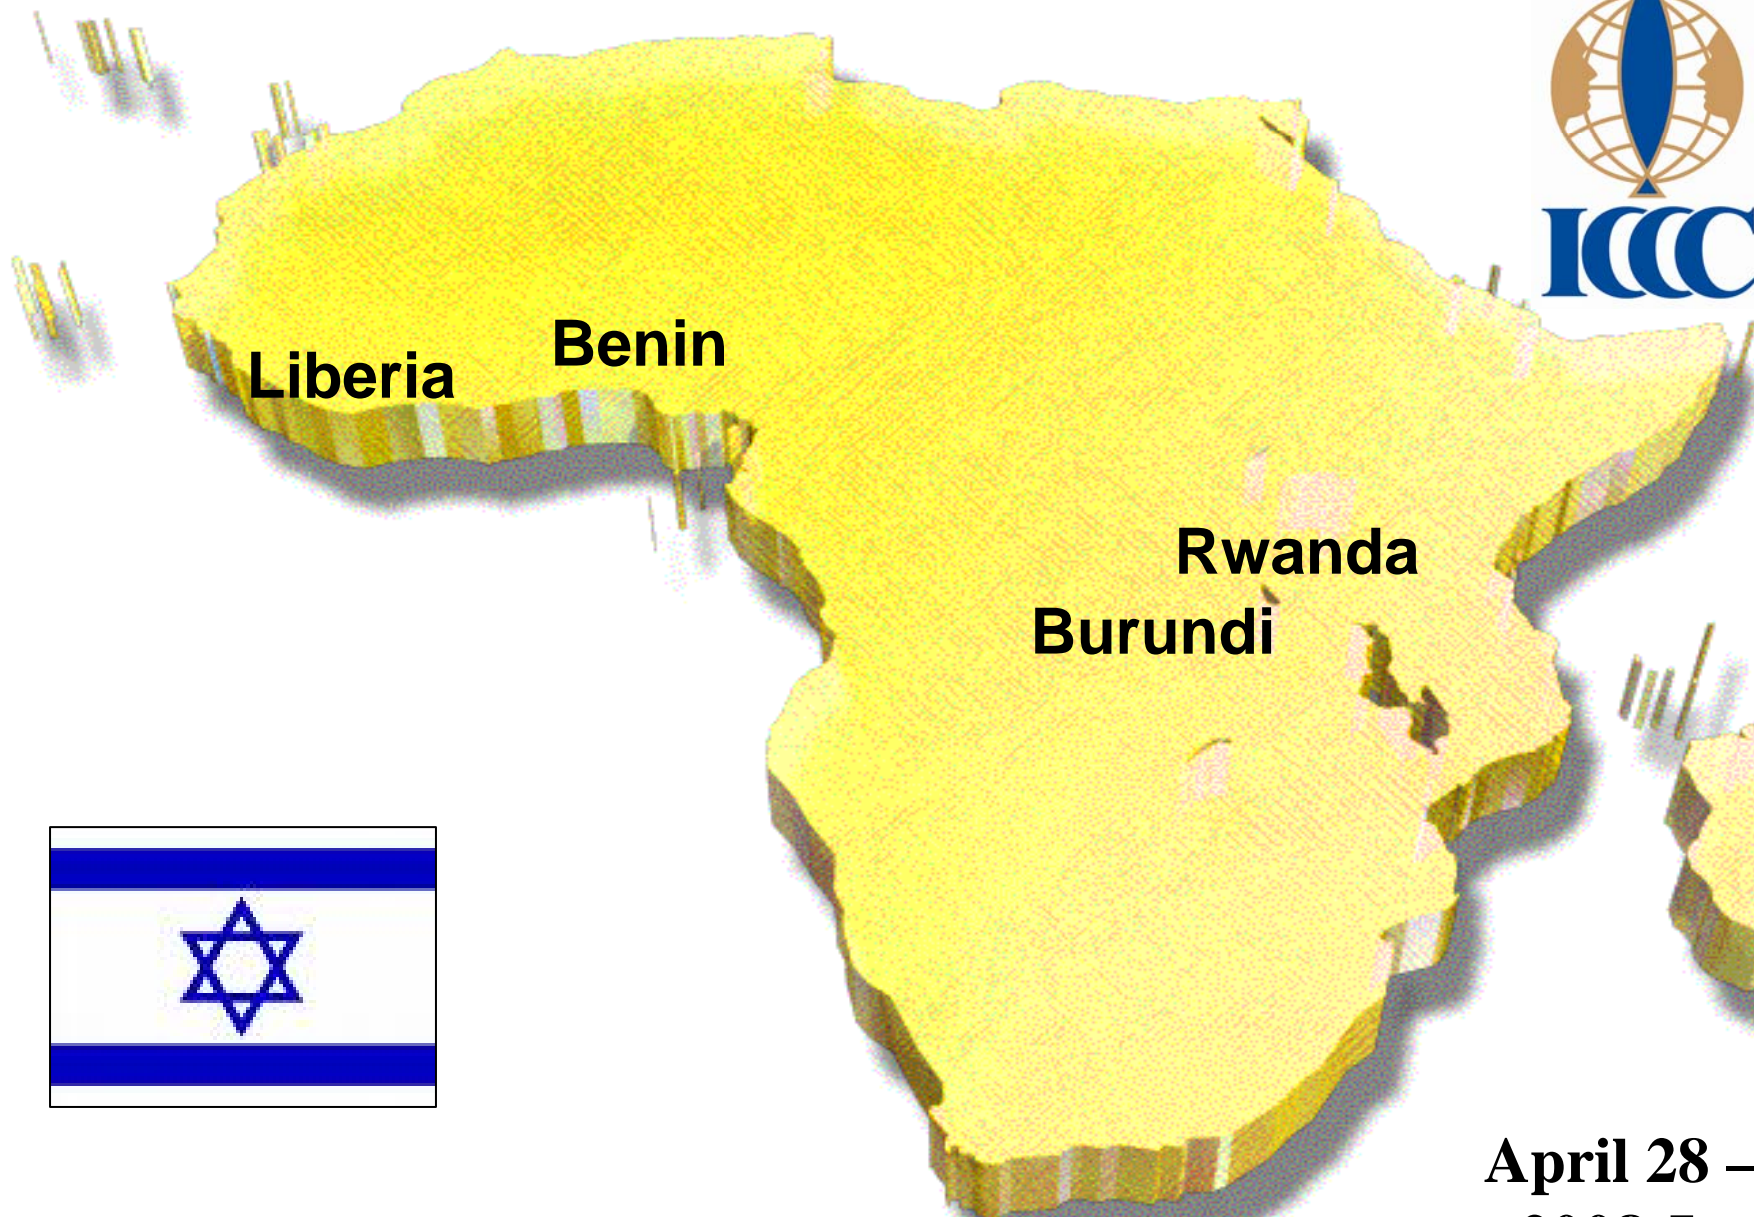 ICCC
Benin
Liberia
Rwanda
Burundi
April 28 –